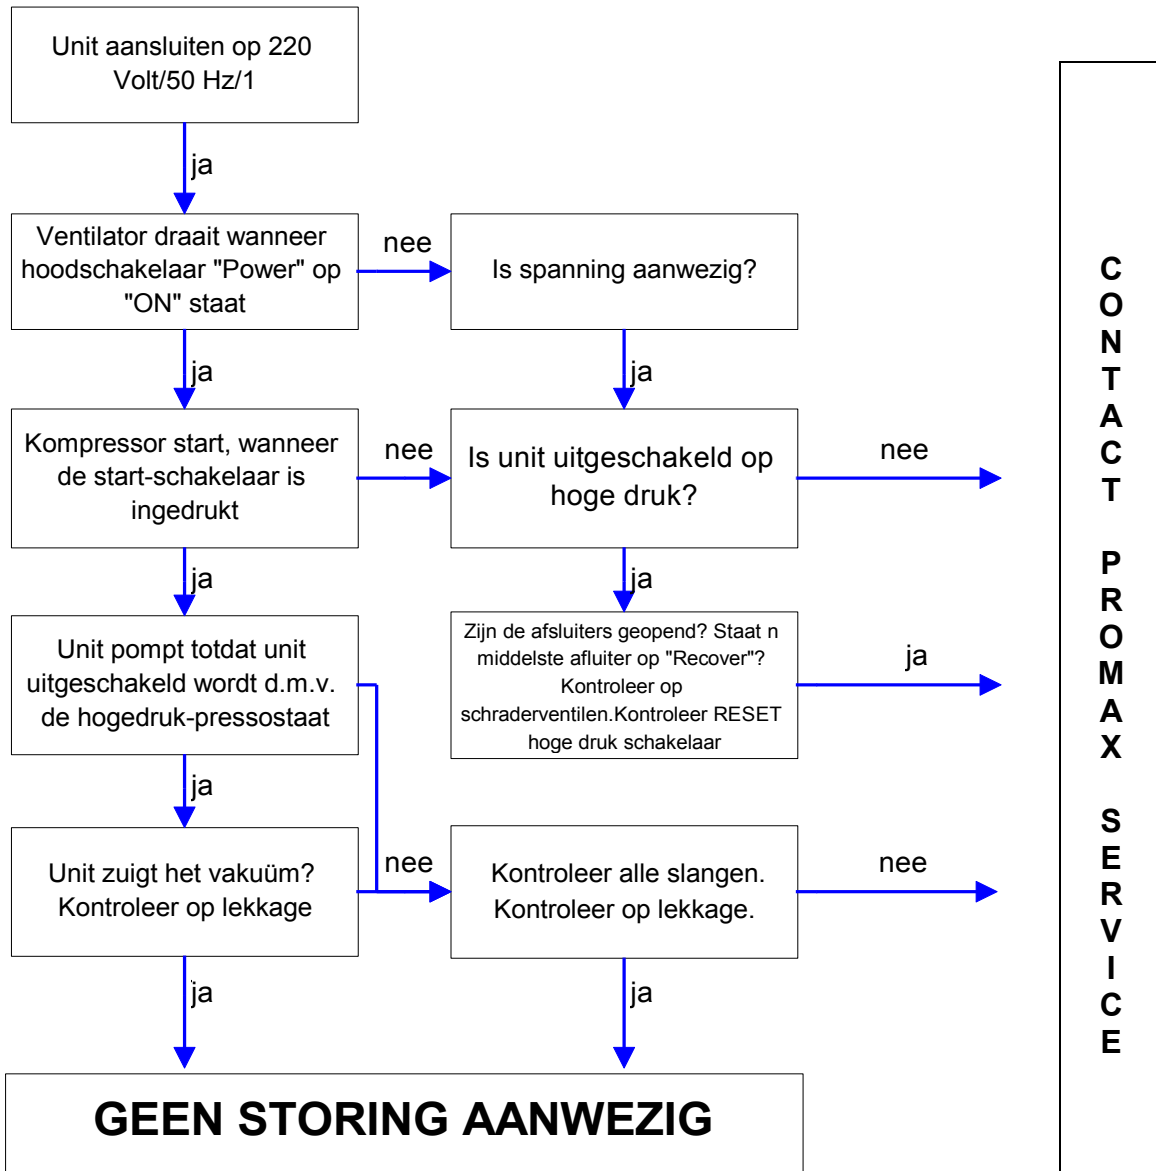 Unit aansluiten op 220
Volt/50 Hz/1
ja
Ventilator draait wanneer
hoodschakelaar "Power" op
"ON" staat
nee
Is spanning aanwezig?
ja
ja
Kompressor start, wanneer
de start-schakelaar is
ingedrukt
nee
Is unit uitgeschakeld op
hoge druk?
nee
ja
ja
Unit pompt totdat unit
uitgeschakeld wordt d.m.v.
de hogedruk-pressostaat
Zijn de afsluiters geopend? Staat n
middelste afluiter op "Recover"?
Kontroleer op
schraderventilen.Kontroleer RESET
hoge druk schakelaar
ja
ja
Unit zuigt het vakuüm?
Kontroleer op lekkage
nee
Kontroleer alle slangen.
Kontroleer op lekkage.
nee
ja
ja
GEEN STORING AANWEZIG
CONTACT PROMAX SERVICE